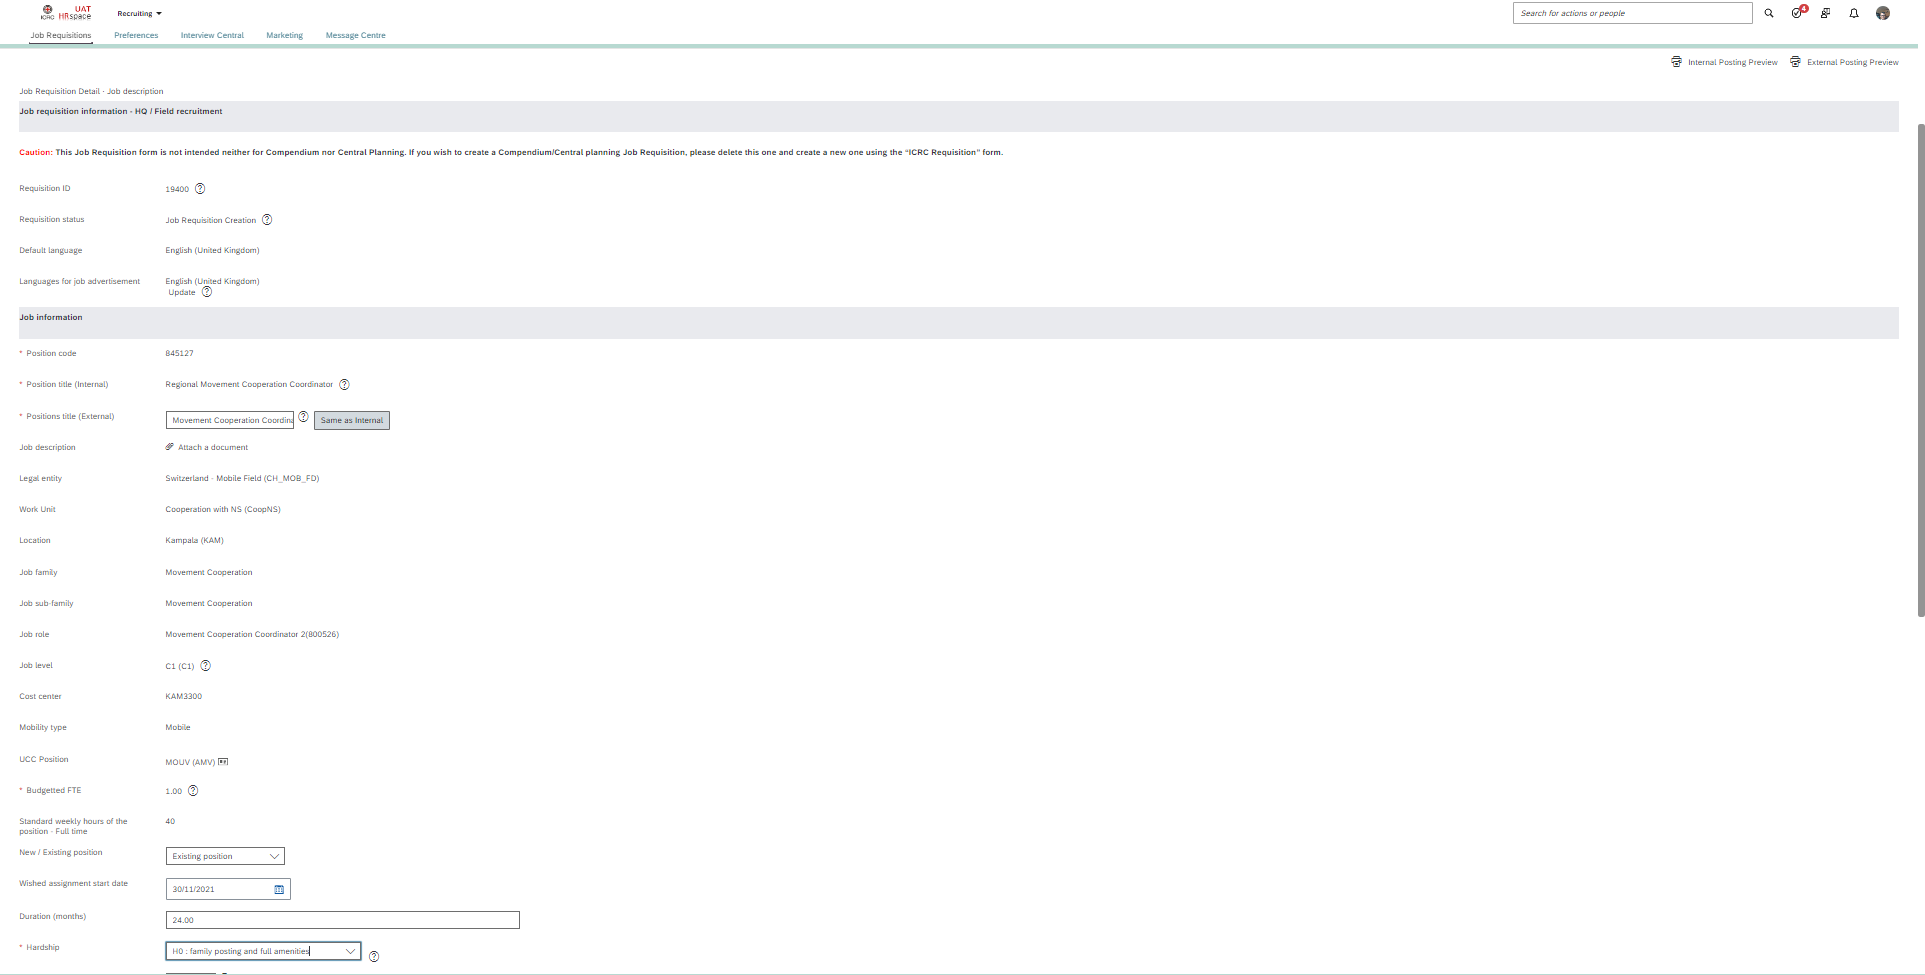 UAT
ICRC HRspace
Recruiting
Search for actions or people
4
Job Requisitions Preferences Interview Central Marketing Message Centre
Internal Posting Preview External Posting Preview
Job Requisition Detail - Job description
Job requisition information - HQ / Field recruitment
Caution: This Job Requisition form is not intended neither for Compendium nor Central Planning. If you wish to create a Compendium/Central planning Job Requisition, please delete this one and create a new one using the “ICRC Requisition” form.
Requisition ID 19400 ?
Requisition status Job Requisition Creation ?
Default language English (United Kingdom)
Languages for job advertisement English (United Kingdom)
Update ?
Job information
* Position code 845127
* Position title (Internal) Regional Movement Cooperation Coordinator ?
* Positions title (External) Movement Cooperation Coordina ? Same as Internal
Job description Attach a document
Legal entity Switzerland - Mobile Field (CH_MOB_FD)
Work Unit Cooperation with NS (CoopNS)
Location Kampala (KAM)
Job family Movement Cooperation
Job sub-family Movement Cooperation
Job role Movement Cooperation Coordinator 2(800526)
Job level C1 (C1) ?
Cost center KAM3300
Mobility type Mobile
UCC Position MOUV (AMV)
* Budgetted FTE 1.00 ?
Standard weekly hours of the 40
position - Full time
New / Existing position Existing position
Wished assignment start date 30/11/2021
Duration (months) 24.00
* Hardship H0 : family posting and full amenities ?